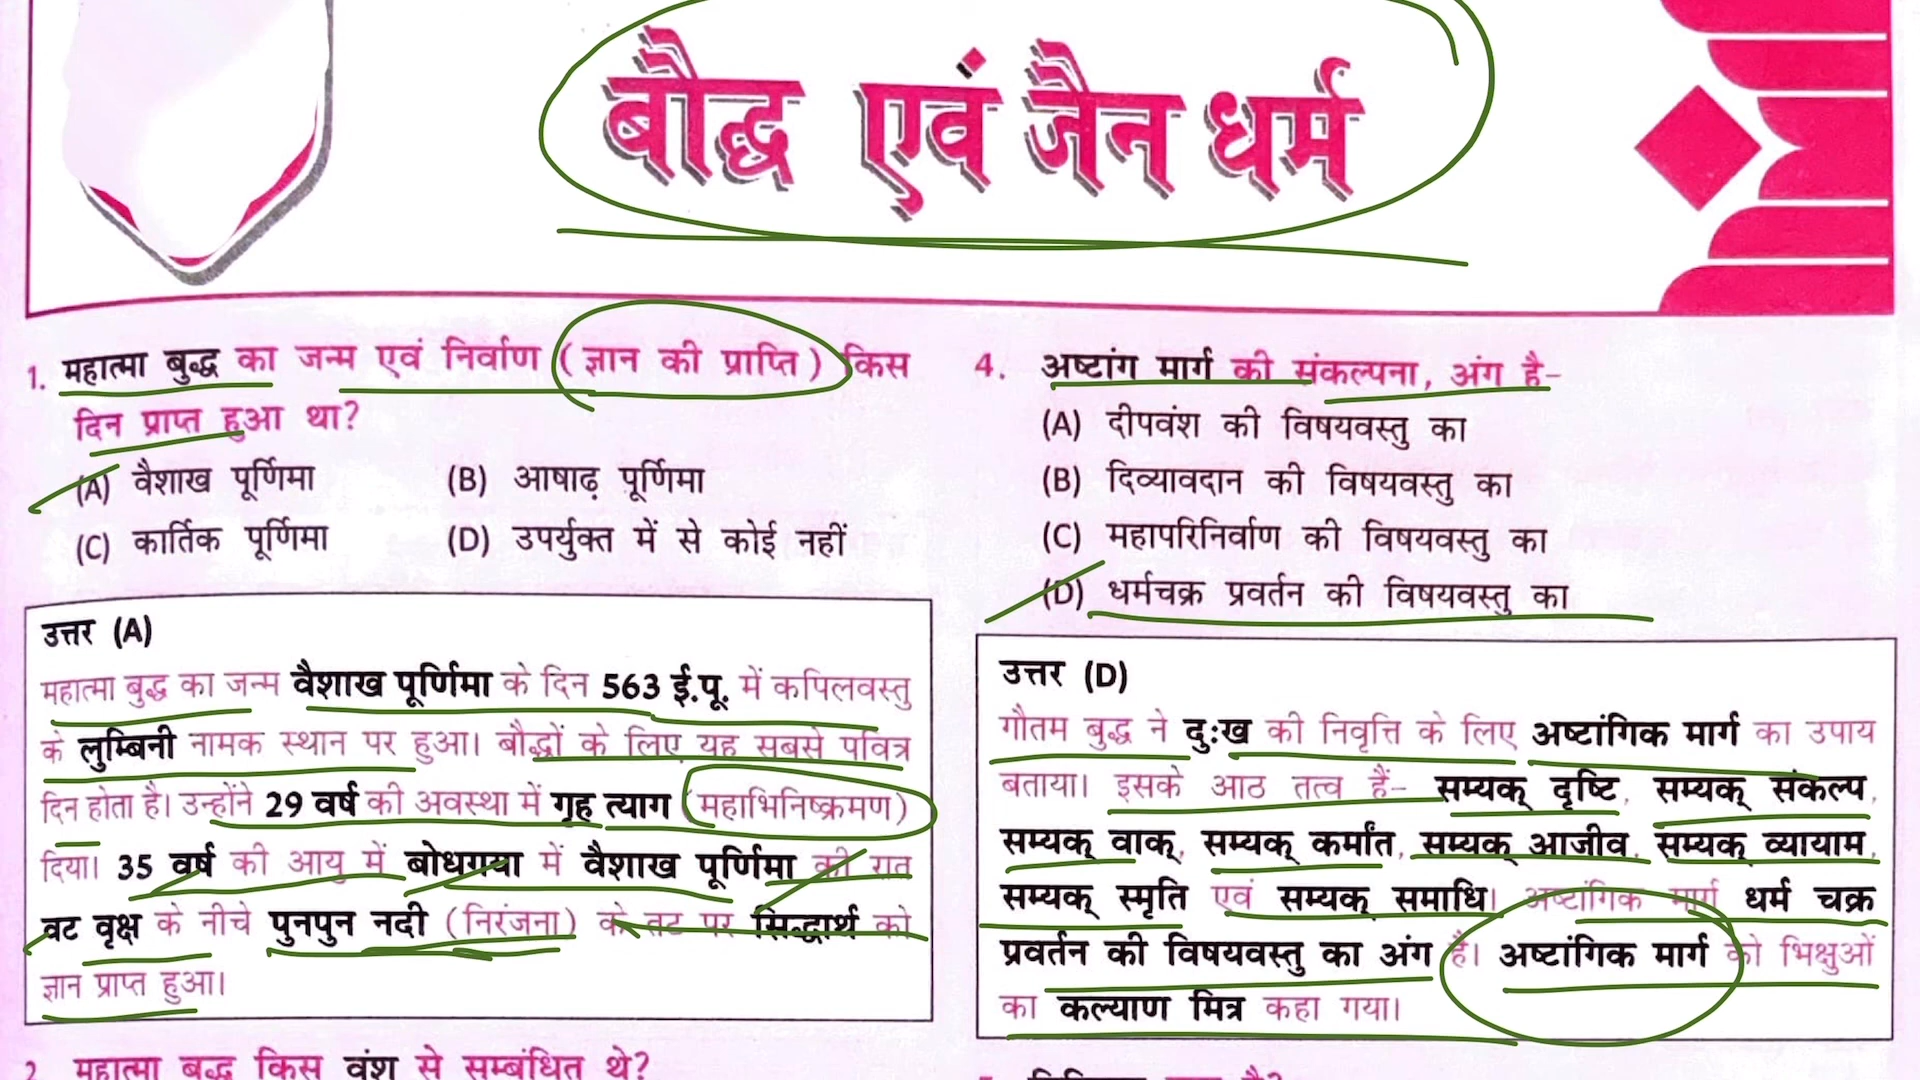 बौद्ध एवं जैन धर्म
1. महात्मा बुद्ध का जन्म एवं निर्वाण (ज्ञान की प्राप्ति) किस
दिन प्राप्त हुआ था?
(A) वैशाख पूर्णिमा (B) आषाढ़ पूर्णिमा
(C) कार्तिक पूर्णिमा (D) उपर्युक्त में से कोई नहीं
उत्तर (A)
महात्मा बुद्ध का जन्म वैशाख पूर्णिमा के दिन 563 ई.पू. में कपिलवस्तु
के लुम्बिनी नामक स्थान पर हुआ। बौद्धों के लिए यह सबसे पवित्र
दिन होता है। उन्होंने 29 वर्ष की अवस्था में गृह त्याग (महाभिनिष्क्रमण)
दिया। 35 वर्ष की आयु में बोधगया में वैशाख पूर्णिमा की रात
वट वृक्ष के नीचे पुनपुन नदी (निरंजना) के तट पर सिद्धार्थ को
ज्ञान प्राप्त हुआ।
2. महात्मा बुद्ध किस वंश से सम्बंधित थे?
4. अष्टांग मार्ग की संकल्पना, अंग है–
(A) दीपवंश की विषयवस्तु का
(B) दिव्यावदान की विषयवस्तु का
(C) महापरिनिर्वाण की विषयवस्तु का
(D) धर्मचक्र प्रवर्तन की विषयवस्तु का
उत्तर (D)
गौतम बुद्ध ने दुःख की निवृत्ति के लिए अष्टांगिक मार्ग का उपाय
बताया। इसके आठ तत्व हैं– सम्यक् दृष्टि, सम्यक् संकल्प,
सम्यक् वाक्, सम्यक् कर्मांत, सम्यक् आजीव, सम्यक् व्यायाम,
सम्यक् स्मृति एवं सम्यक् समाधि। अष्टांगिक मार्ग धर्म चक्र
प्रवर्तन की विषयवस्तु का अंग है। अष्टांगिक मार्ग को भिक्षुओं
का कल्याण मित्र कहा गया।